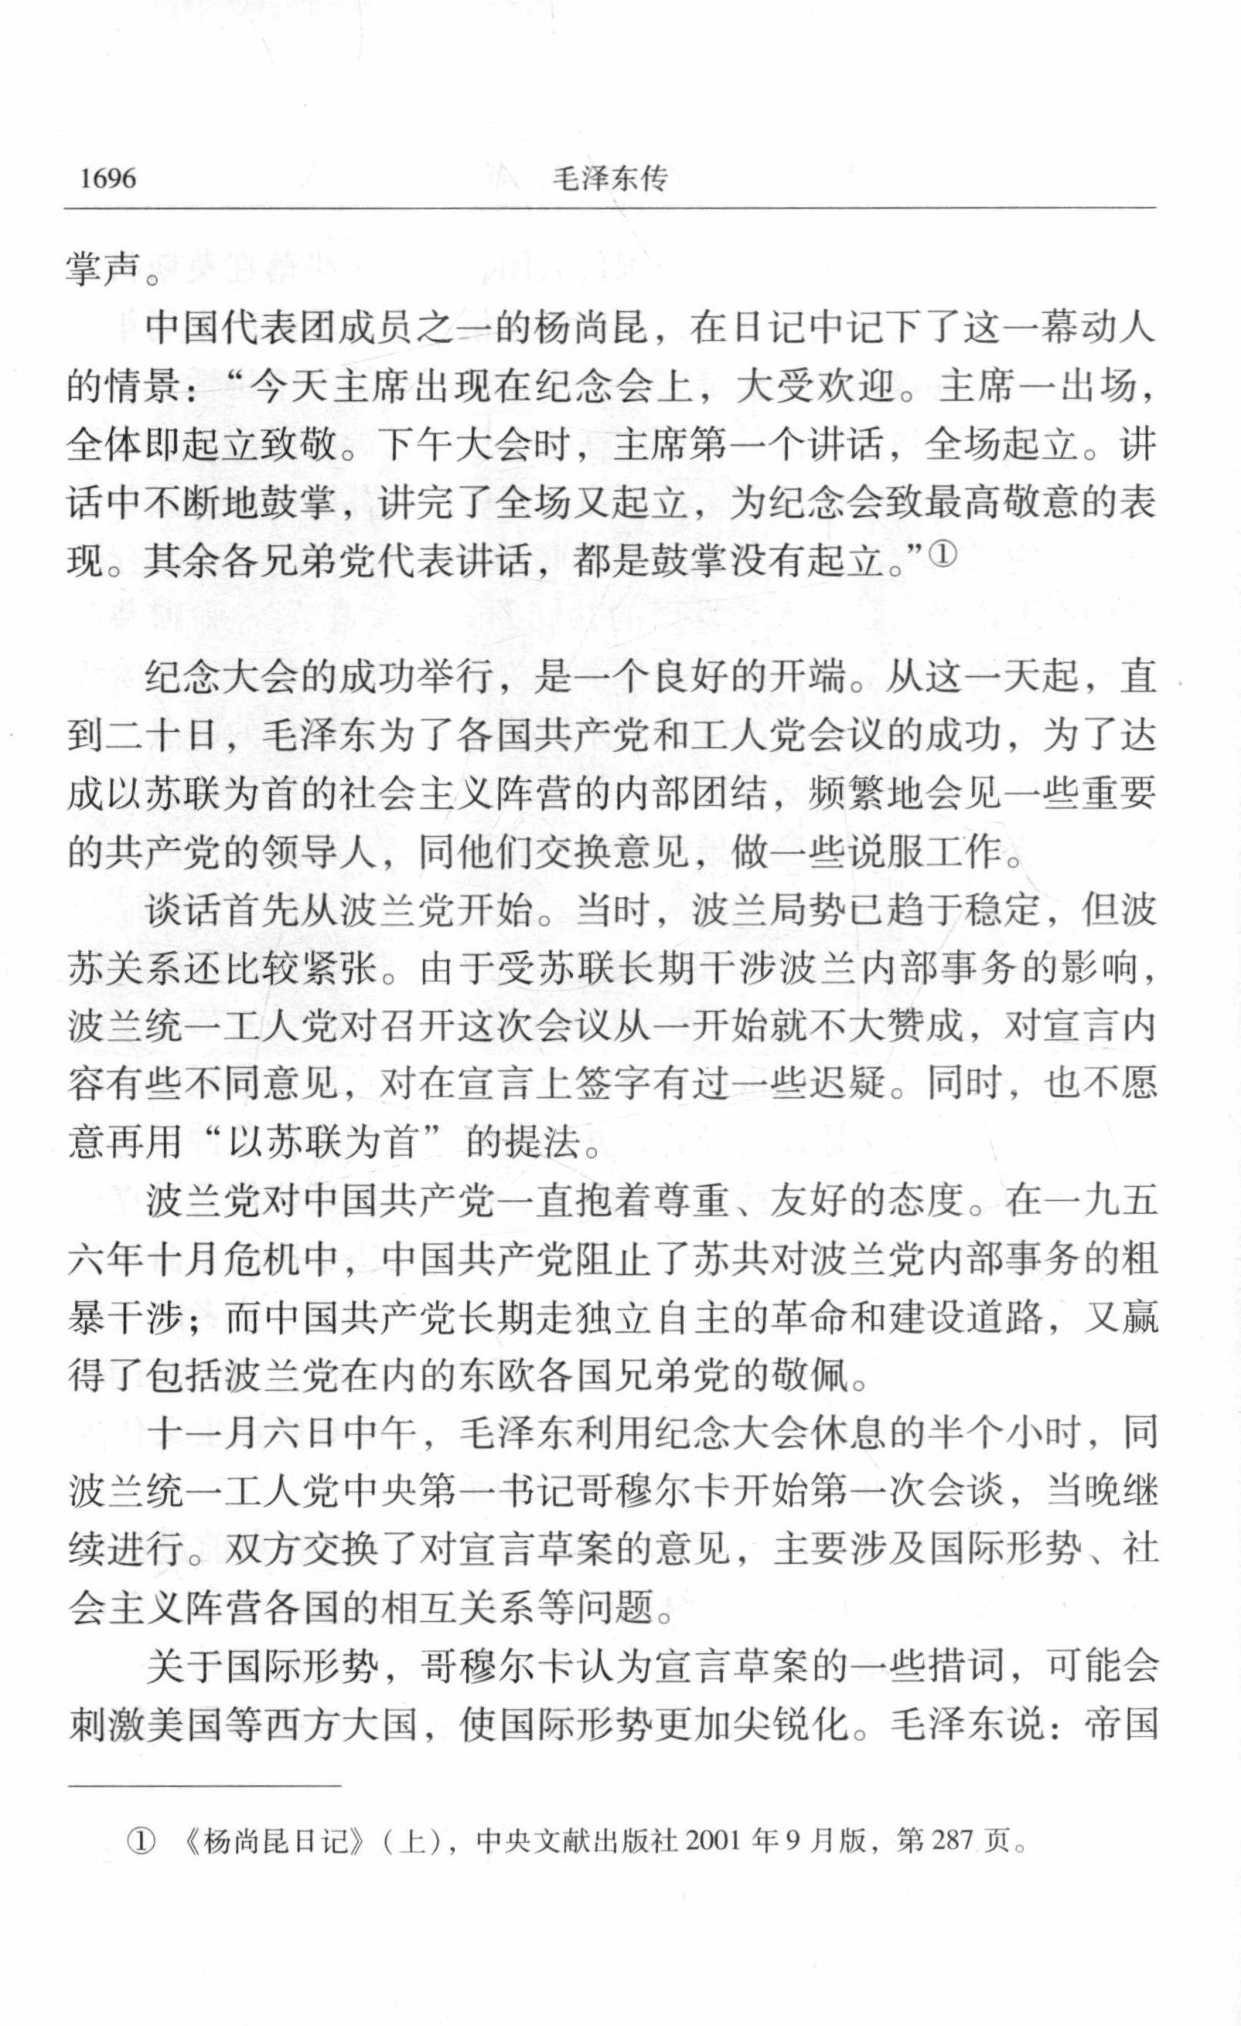 1696
毛泽东传
掌声。
中国代表团成员之一的杨尚昆，在日记中记下了这一幕动人
的情景：“今天主席出现在纪念会上，大受欢迎。主席一出场，
全体即起立致敬。下午大会时，主席第一个讲话，全场起立。讲
话中不断地鼓掌，讲完了全场又起立，为纪念会致最高敬意的表
现。其余各兄弟党代表讲话，都是鼓掌没有起立。”①
纪念大会的成功举行，是一个良好的开端。从这一天起，直
到二十日，毛泽东为了各国共产党和工人党会议的成功，为了达
成以苏联为首的社会主义阵营的内部团结，频繁地会见一些重要
的共产党的领导人，同他们交换意见，做一些说服工作。
谈话首先从波兰党开始。当时，波兰局势已趋于稳定，但波
苏关系还比较紧张。由于受苏联长期干涉波兰内部事务的影响，
波兰统一工人党对召开这次会议从一开始就不大赞成，对宣言内
容有些不同意见，对在宣言上签字有过一些迟疑。同时，也不愿
意再用“以苏联为首”的提法。
波兰党对中国共产党一直抱着尊重、友好的态度。在一九五
六年十月危机中，中国共产党阻止了苏共对波兰党内部事务的粗
暴干涉；而中国共产党长期走独立自主的革命和建设道路，又赢
得了包括波兰党在内的东欧各国兄弟党的敬佩。
十一月六日中午，毛泽东利用纪念大会休息的半个小时，同
波兰统一工人党中央第一书记哥穆尔卡开始第一次会谈，当晚继
续进行。双方交换了对宣言草案的意见，主要涉及国际形势、社
会主义阵营各国的相互关系等问题。
关于国际形势，哥穆尔卡认为宣言草案的一些措词，可能会
刺激美国等西方大国，使国际形势更加尖锐化。毛泽东说：帝国
① 《杨尚昆日记》（上），中央文献出版社2001年9月版，第287页。